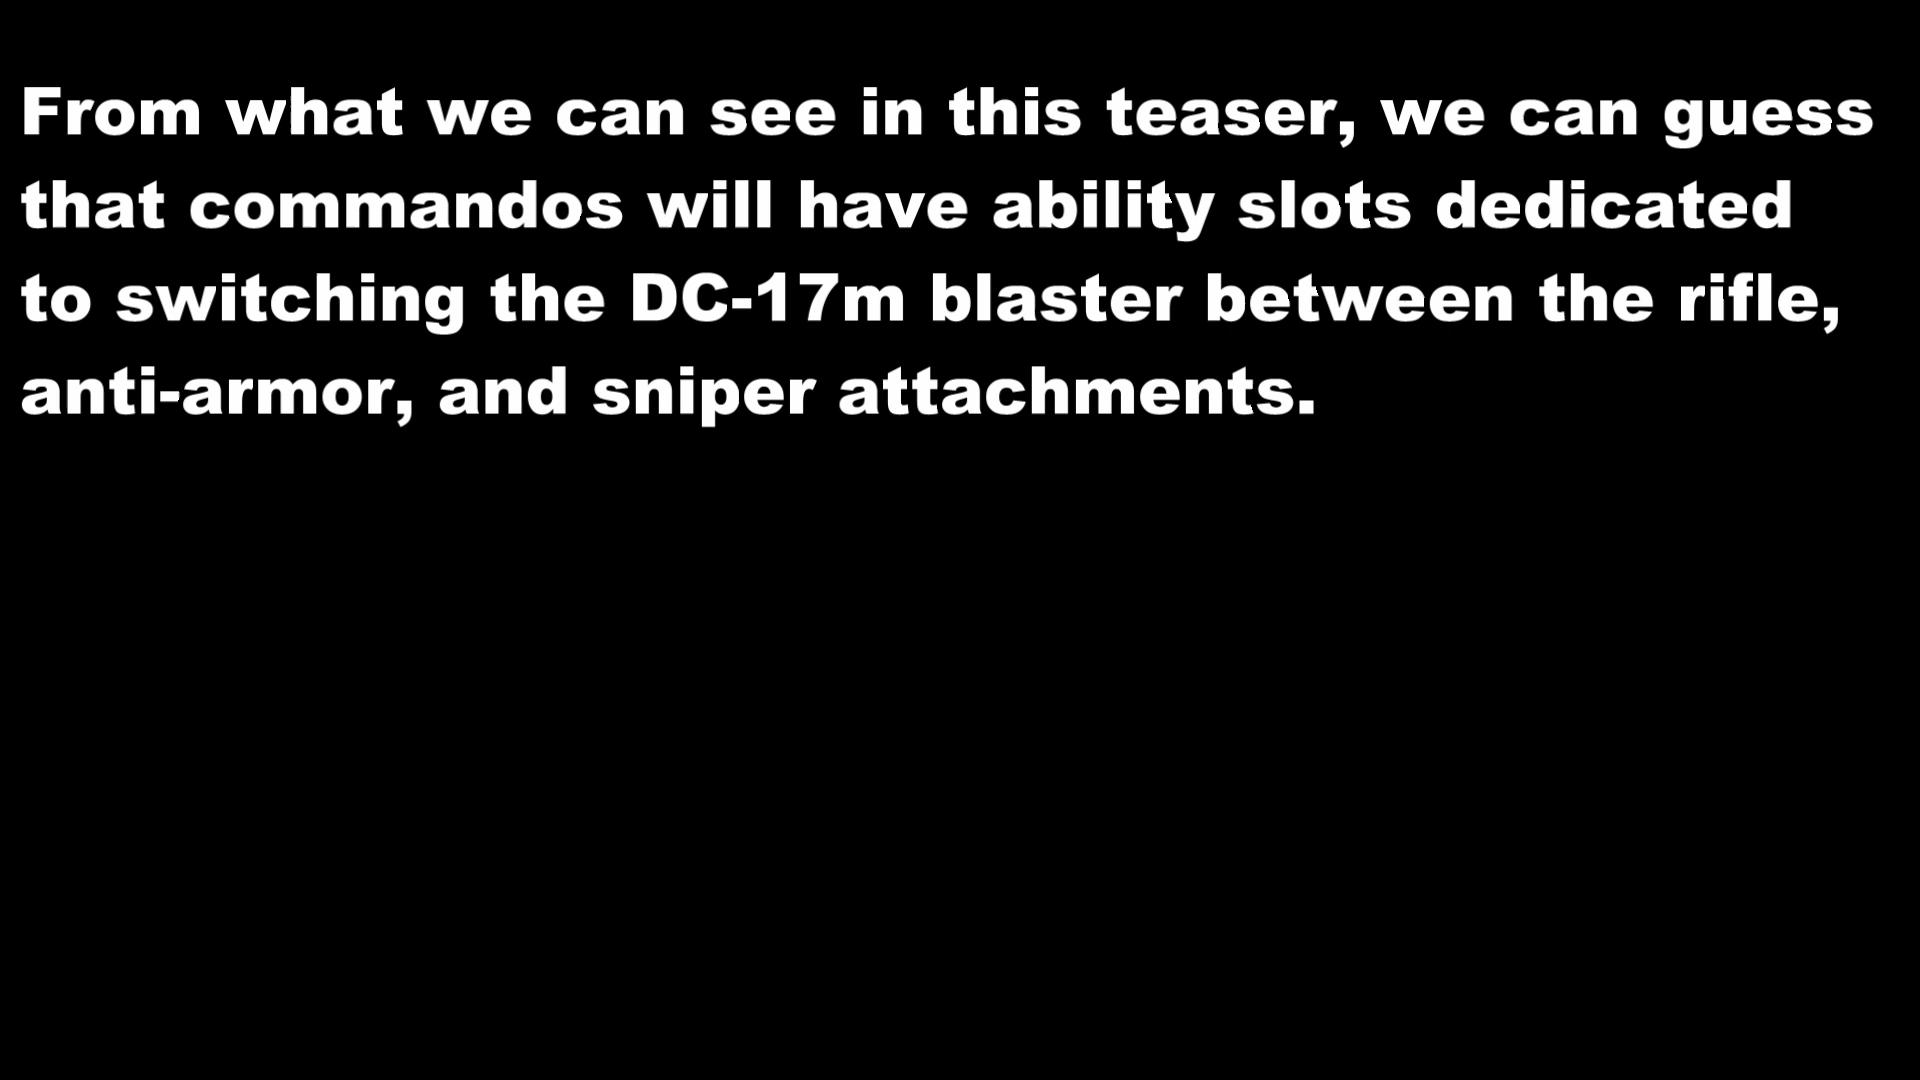 From what we can see in this teaser, we can guess
that commandos will have ability slots dedicated
to switching the DC-17m blaster between the rifle,
anti-armor, and sniper attachments.